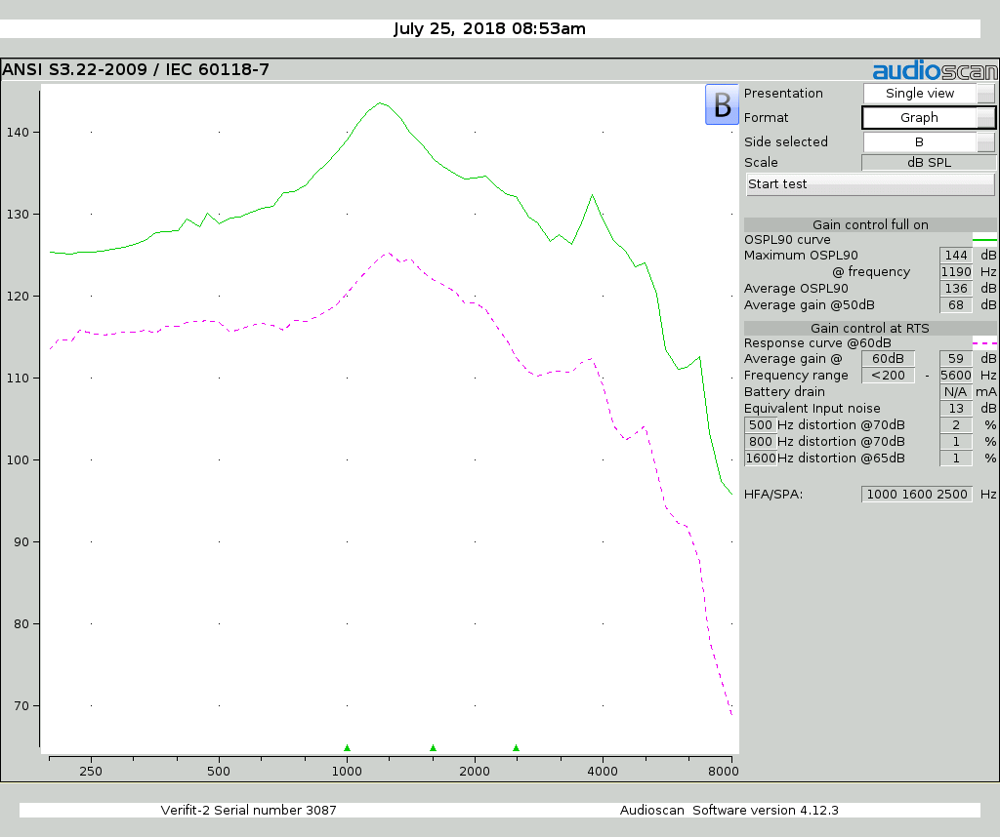 July 25, 2018 08:53am
ANSI S3.22-2009 / IEC 60118-7
audioscan
B
Presentation Single view
Format Graph
Side selected B
Scale dB SPL
Start test
Gain control full on
OSPL90 curve
Maximum OSPL90 144 dB
@ frequency 1190 Hz
Average OSPL90 136 dB
Average gain @50dB 68 dB
Gain control at RTS
Response curve @60dB
Average gain @ 60dB 59 dB
Frequency range <200 - 5600 Hz
Battery drain N/A mA
Equivalent Input noise 13 dB
500 Hz distortion @70dB 2 %
800 Hz distortion @70dB 1 %
1600 Hz distortion @65dB 1 %
HFA/SPA: 1000 1600 2500 Hz
140
130
120
110
100
90
80
70
250 500 1000 2000 4000 8000
Verifit-2 Serial number 3087
Audioscan Software version 4.12.3